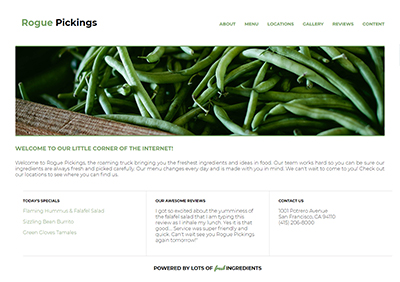 Rogue Pickings
ABOUT MENU LOCATIONS GALLERY REVIEWS CONTENT
WELCOME TO OUR LITTLE CORNER OF THE INTERNET!
Welcome to Rogue Pickings, the roaming truck bringing you the freshest ingredients and ideas in food. Our team works hard so you can be sure our
ingredients are always fresh and picked carefully. Our menu changes every day and is made with you in mind. We can't wait to come to you! Check out
our locations to see where you can find us.
TODAY'S SPECIALS
Flaming Hummus & Falafel Salad
Sizzling Bean Burrito
Green Gloves Tamales
OUR AWESOME REVIEWS
I got so excited about the yumminess
of the falafel salad that I am typing this
review as I inhale my lunch. Yes it is that
good.... Service was super friendly and
quick. Can't wait see you Rogue Pickings
again tomorrow!"
CONTACT US
1001 Potrero Avenue
San Francisco, CA 94110
(415) 206-8000
POWERED BY LOTS OF fresh INGREDIENTS